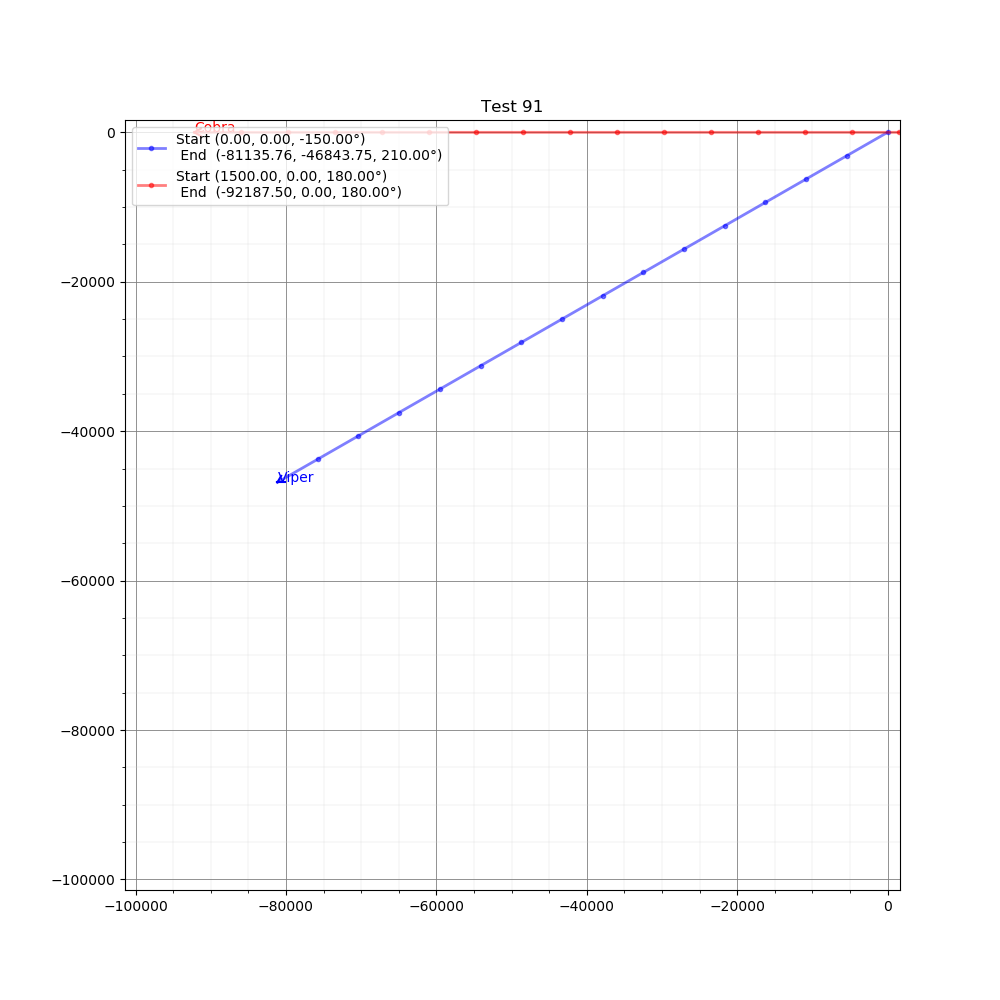 Test 91
Cobra
Start (0.00, 0.00, -150.00°)
End (-81135.76, -46843.75, 210.00°)
Start (1500.00, 0.00, 180.00°)
End (-92187.50, 0.00, 180.00°)
0
−20000
−40000
Viper
−60000
−80000
−100000
−100000 −80000 −60000 −40000 −20000 0